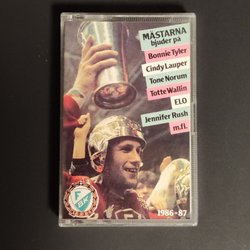 MÄSTARNA
bjuder på
Bonnie Tyler
Cindy Lauper
Tone Norum
Totte Wallin
ELO
Jennifer Rush
m.fl.
1986-87